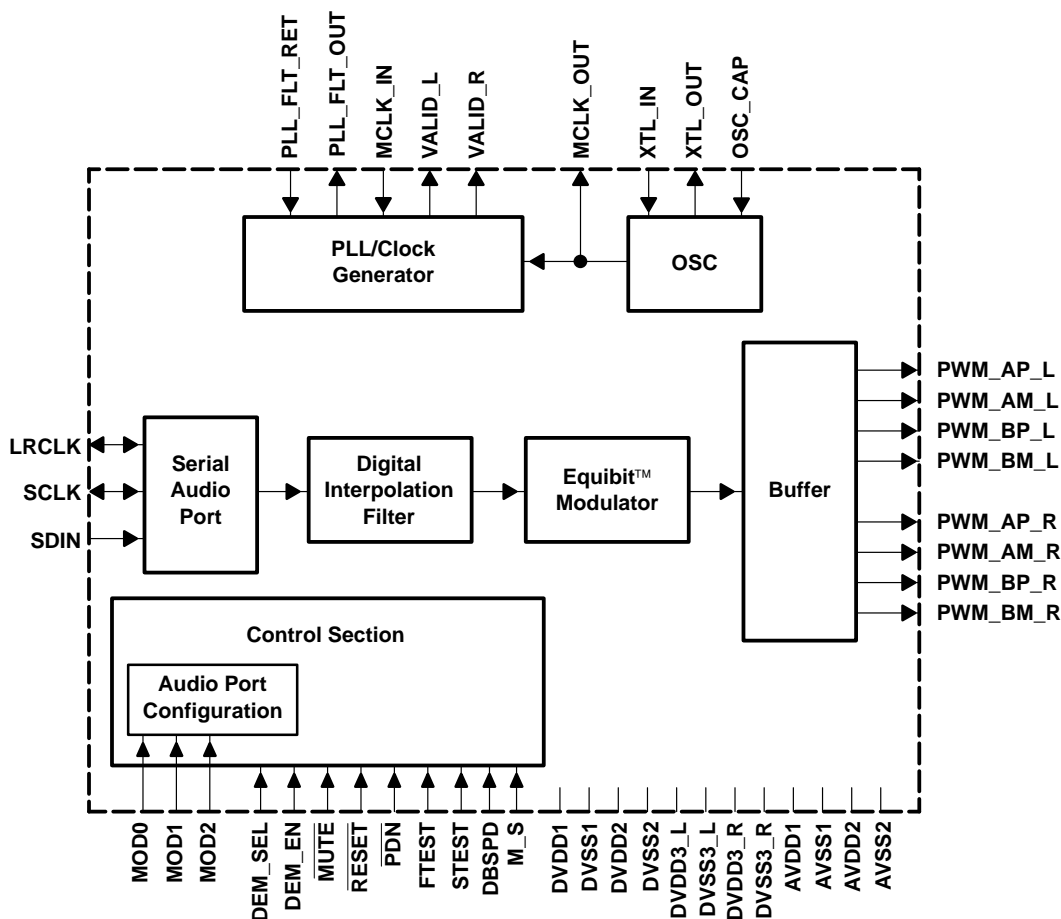 PLL_FLT_RET
PLL_FLT_OUT
MCLK_IN
VALID_L
VALID_R
MCLK_OUT
XTL_IN
XTL_OUT
OSC_CAP
PLL/Clock
Generator
OSC
PWM_AP_L
PWM_AM_L
PWM_BP_L
PWM_BM_L
PWM_AP_R
PWM_AM_R
PWM_BP_R
PWM_BM_R
LRCLK
SCLK
SDIN
Serial
Audio
Port
Digital
Interpolation
Filter
Equibit™
Modulator
Buffer
Control Section
Audio Port
Configuration
MOD0
MOD1
MOD2
DEM_SEL
DEM_EN
MUTE
RESET
PDN
FTEST
STEST
DBSPD
M_S
DVDD1
DVSS1
DVDD2
DVSS2
DVDD3_L
DVSS3_L
DVDD3_R
DVSS3_R
AVDD1
AVSS1
AVDD2
AVSS2